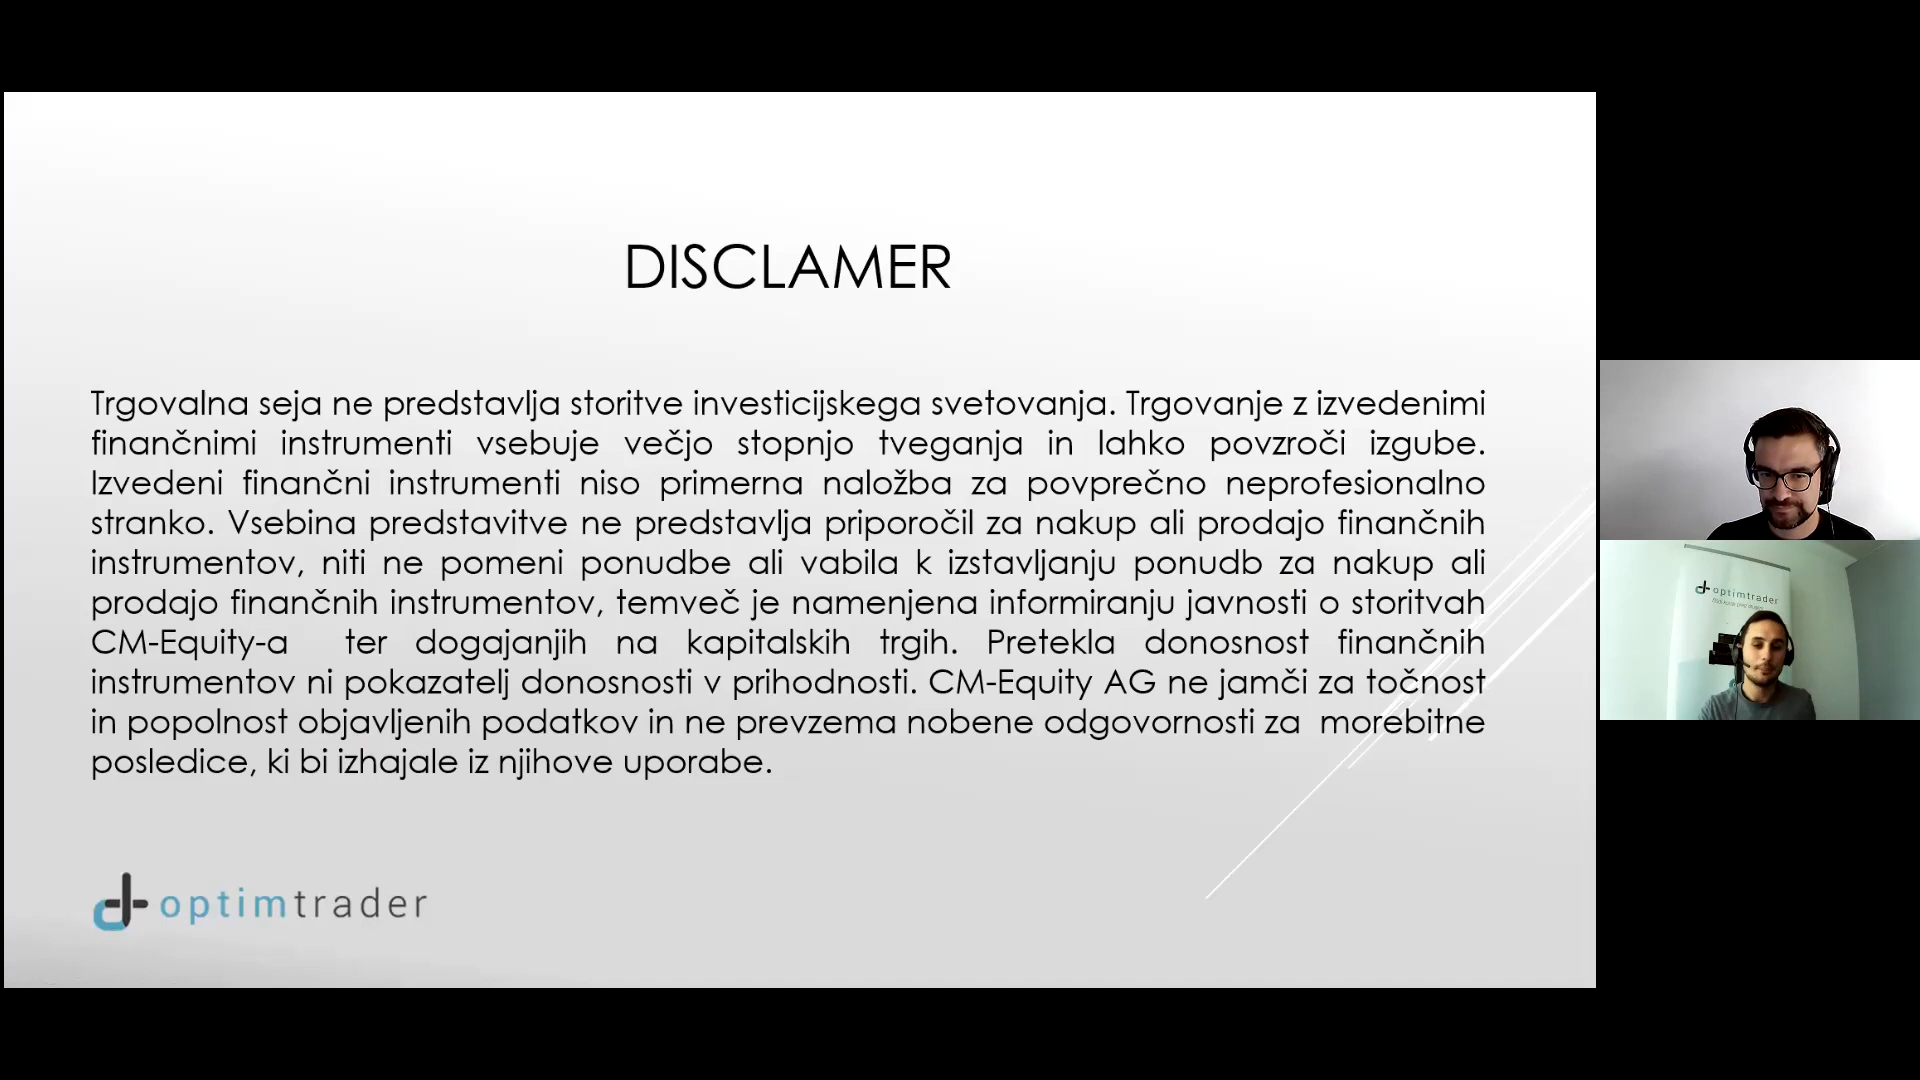 DISCLAMER
Trgovalna seja ne predstavlja storitve investicijskega svetovanja. Trgovanje z izvedenimi
finančnimi instrumenti vsebuje večjo stopnjo tveganja in lahko povzroči izgube.
Izvedeni finančni instrumenti niso primerna naložba za povprečno neprofesionalno
stranko. Vsebina predstavitve ne predstavlja priporočil za nakup ali prodajo finančnih
instrumentov, niti ne pomeni ponudbe ali vabila k izstavljanju ponudb za nakup ali
prodajo finančnih instrumentov, temveč je namenjena informiranju javnosti o storitvah
CM-Equity-a ter dogajanjih na kapitalskih trgih. Pretekla donosnost finančnih
instrumentov ni pokazatelj donosnosti v prihodnosti. CM-Equity AG ne jamči za točnost
in popolnost objavljenih podatkov in ne prevzema nobene odgovornosti za morebitne
posledice, ki bi izhajale iz njihove uporabe.
optimtrader
optimtrader